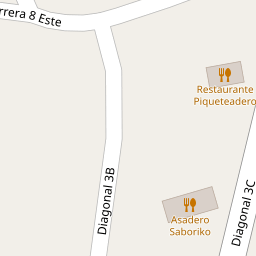 rrera 8 Este
Restaurante
Piqueteadero
Diagonal 3B
Asadero
Saboriko
Diagonal 3C